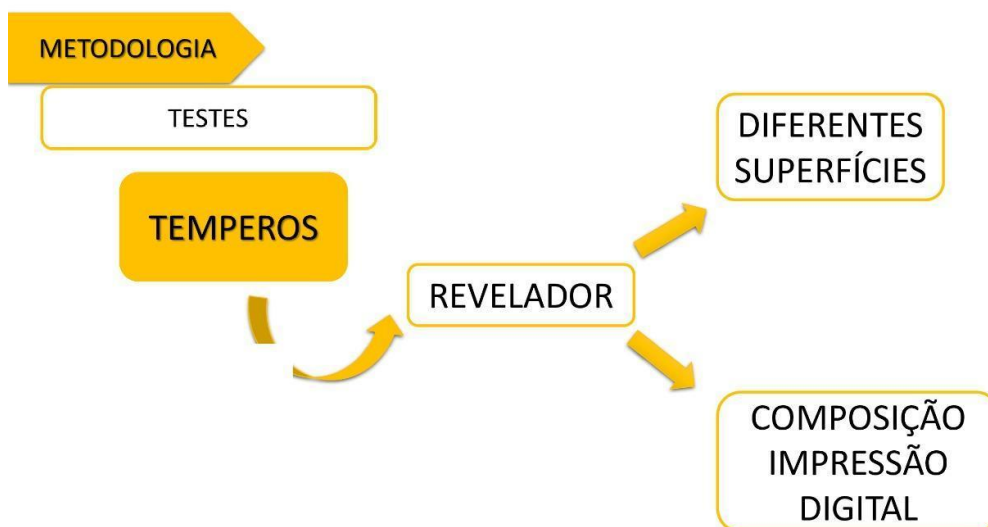 METODOLOGIA
TESTES
TEMPEROS
REVELADOR
DIFERENTES
SUPERFÍCIES
COMPOSIÇÃO
IMPRESSÃO
DIGITAL